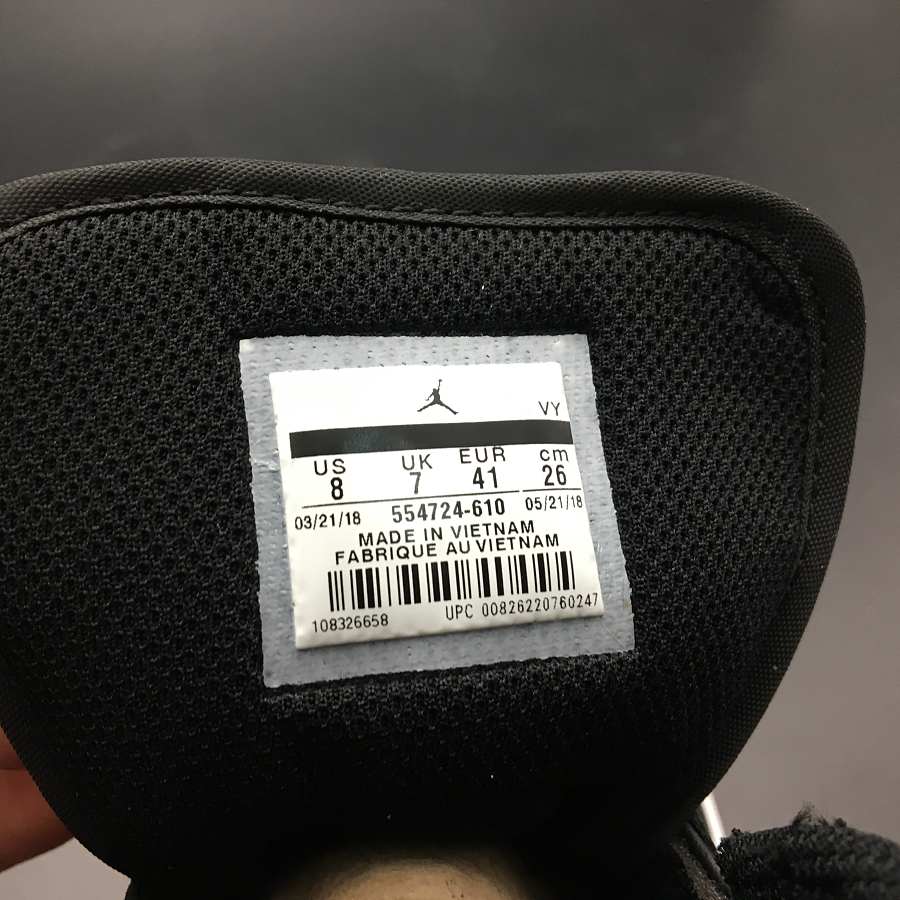 VY
US UK EUR cm
8 7 41 26
03/21/18 554724-610 05/21/18
MADE IN VIETNAM
FABRIQUE AU VIETNAM
108326658 UPC 00826220760247